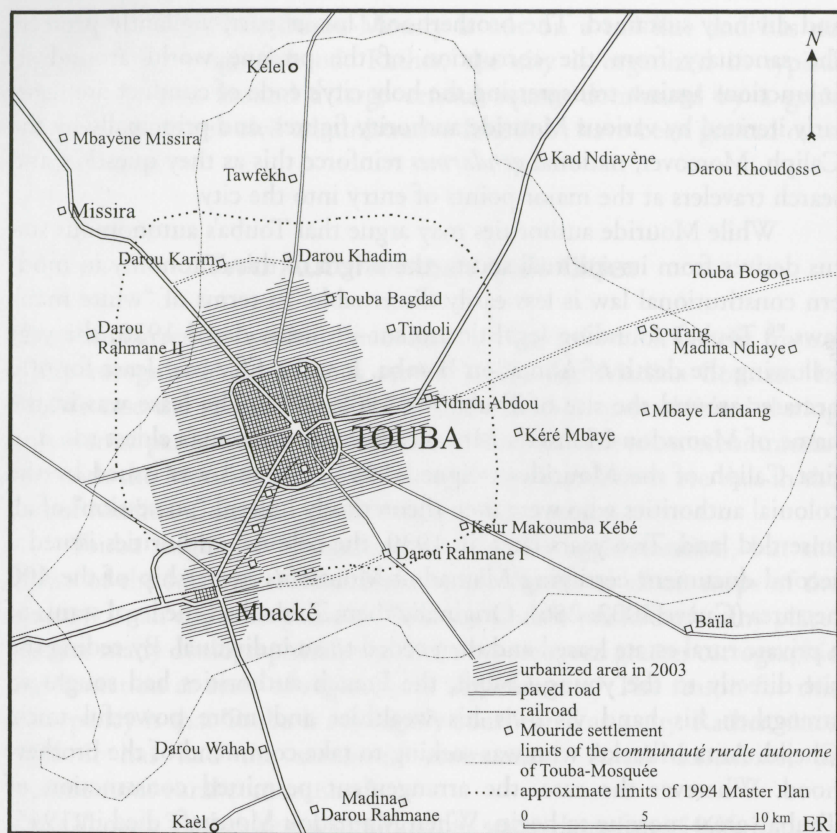 N
Kélel
Mbayène Missira
Kad Ndiayène
Darou Khoudoss
Tawfèkh
Missira
Darou Karim
Darou Khadim
Touba Bogo
Touba Bagdad
Darou
Rahmane II
Tindoli
Sourang
Madina Ndiaye
Ndindi Abdou
Mbaye Landang
TOUBA
Kéré Mbaye
Keur Makoumba Kébé
Darou Rahmane I
Mbacké
Baïla
urbanized area in 2003
paved road
railroad
Mouride settlement
limits of the communauté rurale autonome
of Touba-Mosquée
approximate limits of 1994 Master Plan
Darou Wahab
Madina
Darou Rahmane
Kaèl
0 5 10 km
ER